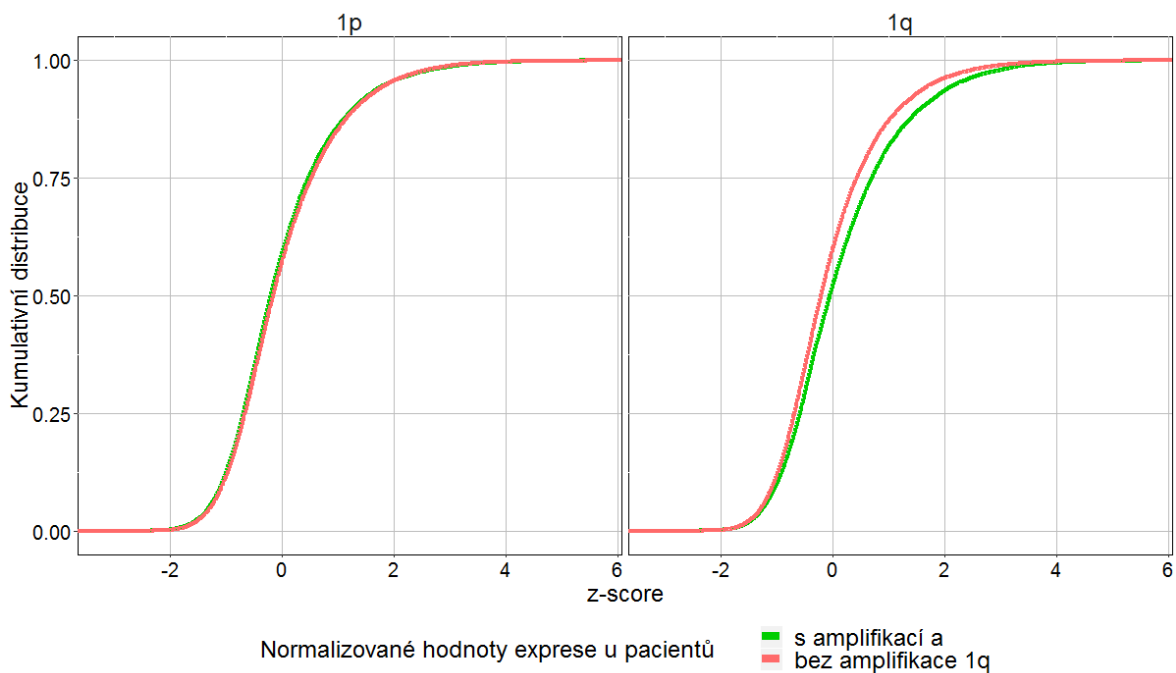 1p
1q
1.00
0.75
0.50
0.25
0.00
Kumulativní distribuce
-2 0 2 4 6
-2 0 2 4 6
z-score
Normalizované hodnoty exprese u pacientů
s amplifikací a
bez amplifikace 1q